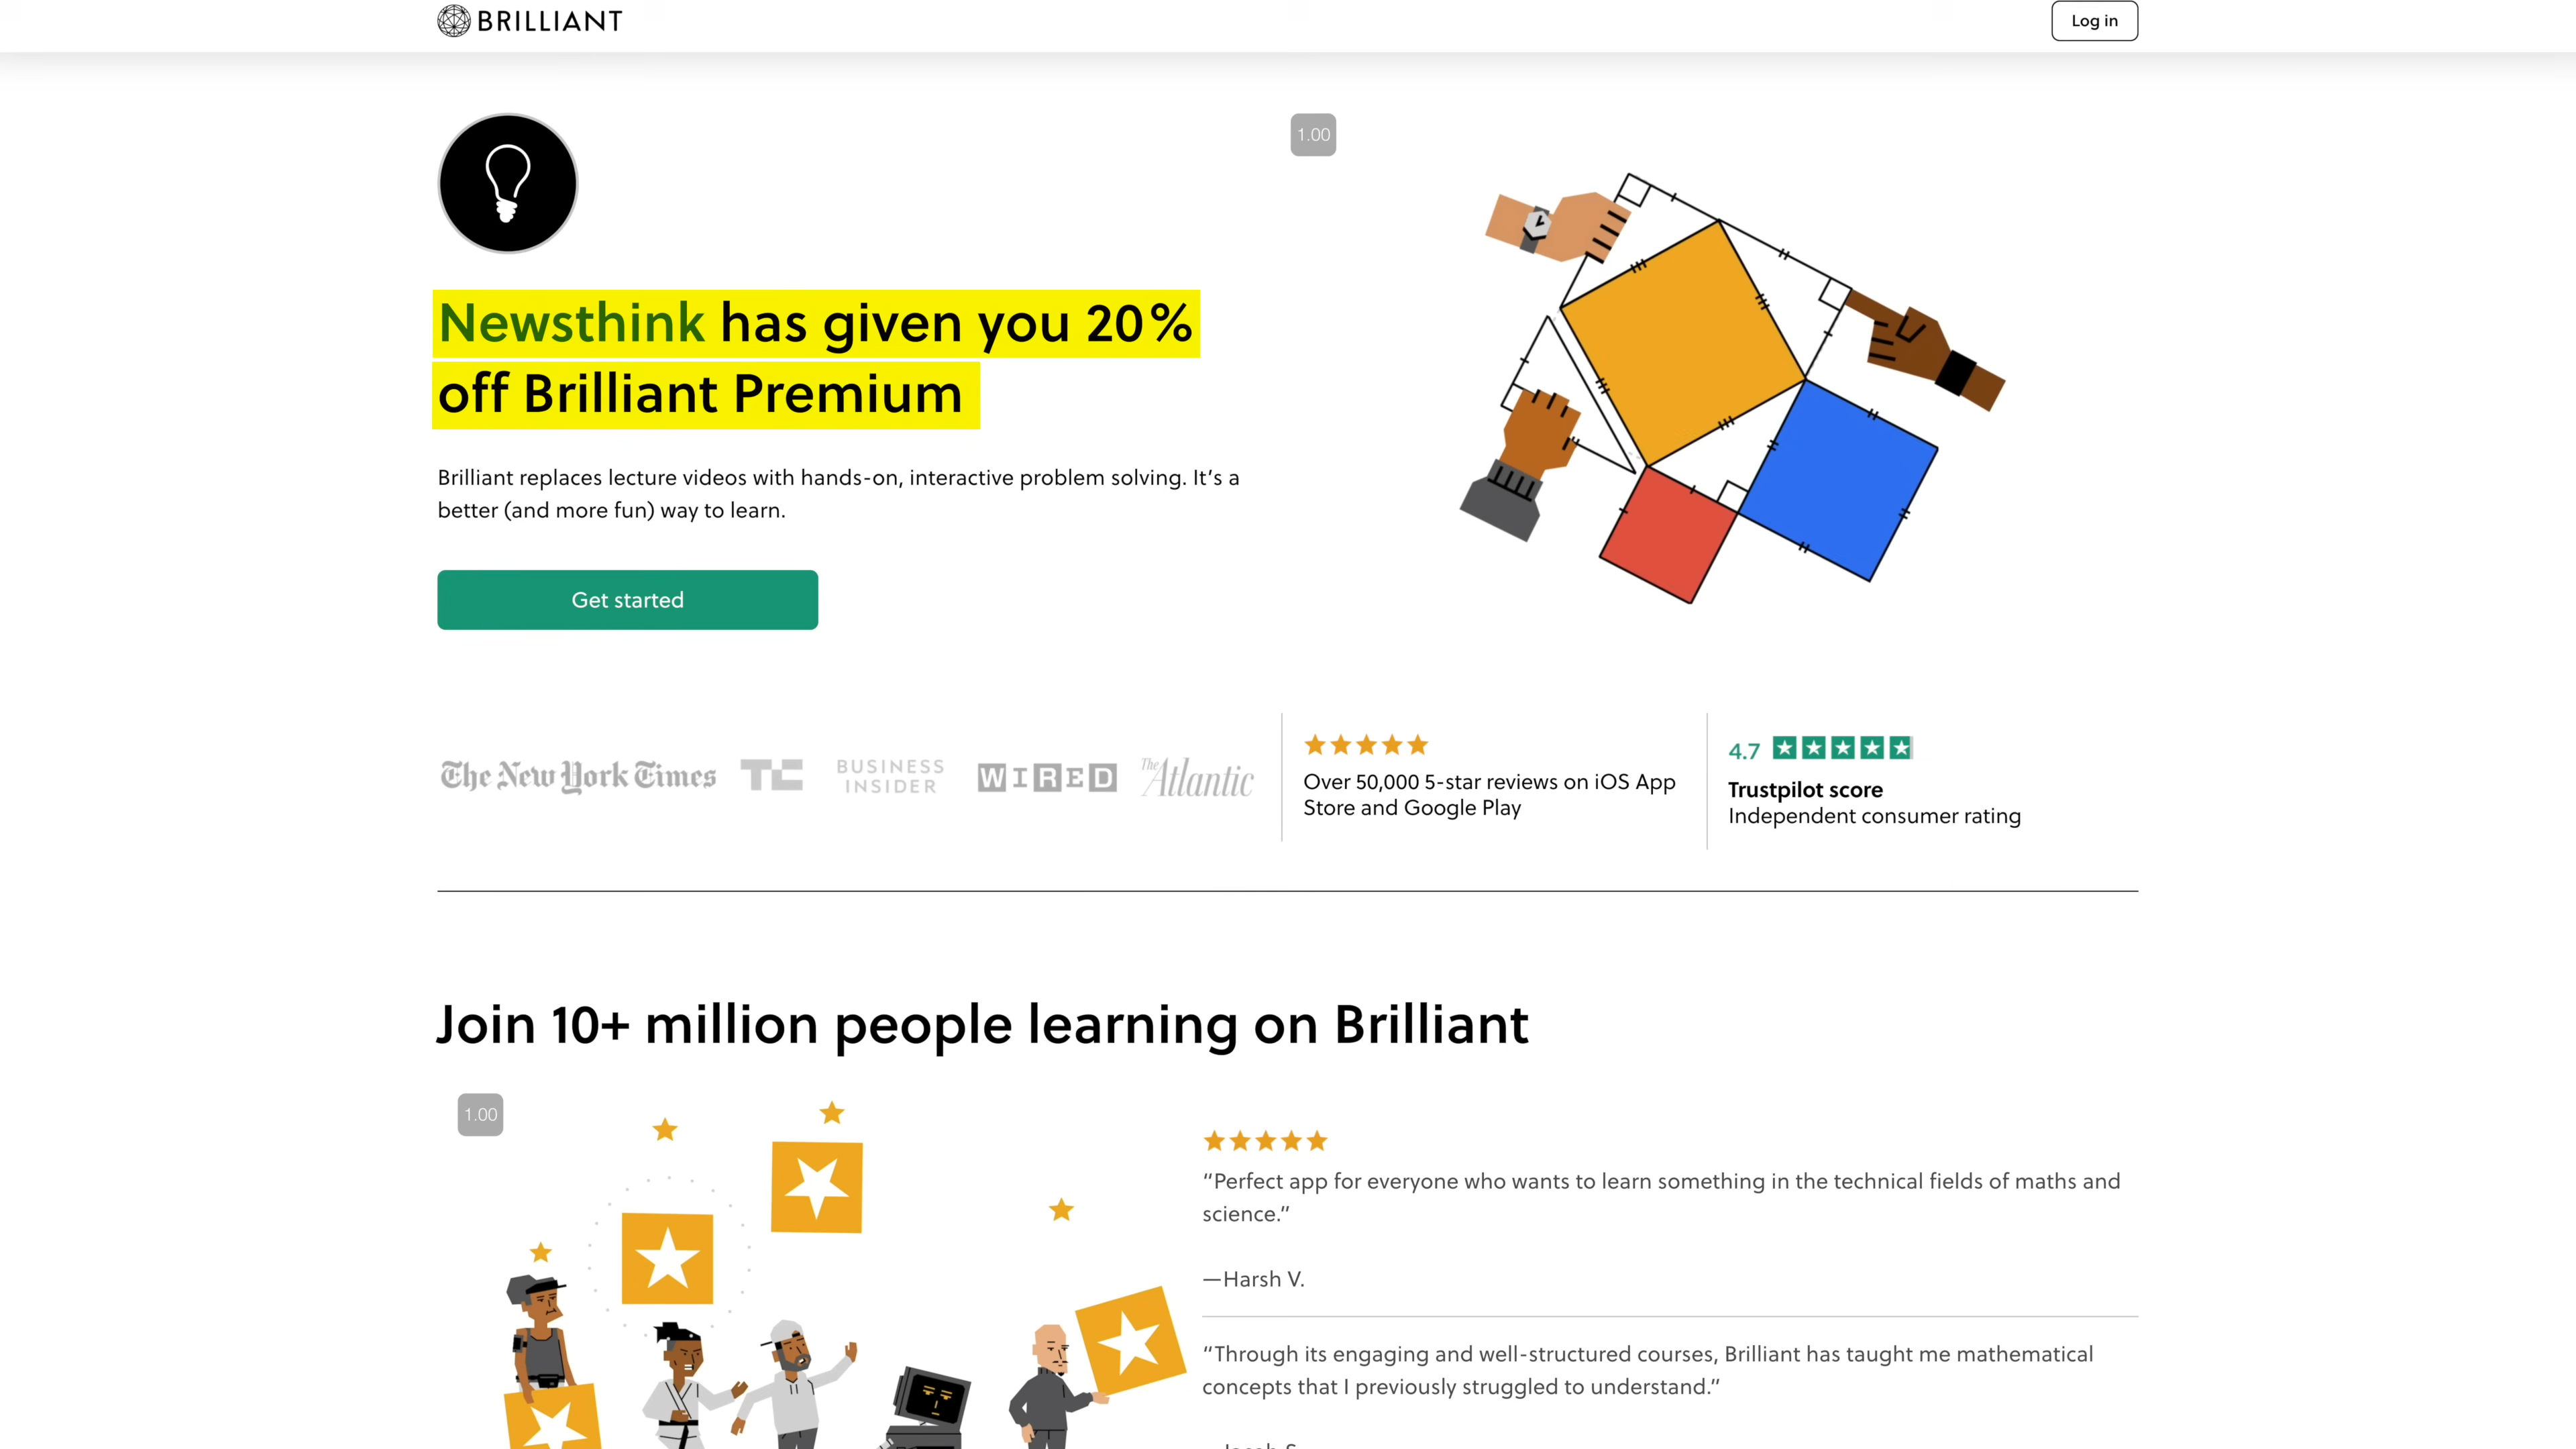 BRILLIANT
Log in
1.00
Newsthink has given you 20%
off Brilliant Premium
Brilliant replaces lecture videos with hands-on, interactive problem solving. It's a
better (and more fun) way to learn.
Get started
The New York Times
TC
BUSINESS
INSIDER
WIRED
The Atlantic
Over 50,000 5-star reviews on iOS App
Store and Google Play
4.7
Trustpilot score
Independent consumer rating
Join 10+ million people learning on Brilliant
1.00
“Perfect app for everyone who wants to learn something in the technical fields of maths and
science.”
—Harsh V.
“Through its engaging and well-structured courses, Brilliant has taught me mathematical
concepts that I previously struggled to understand.”